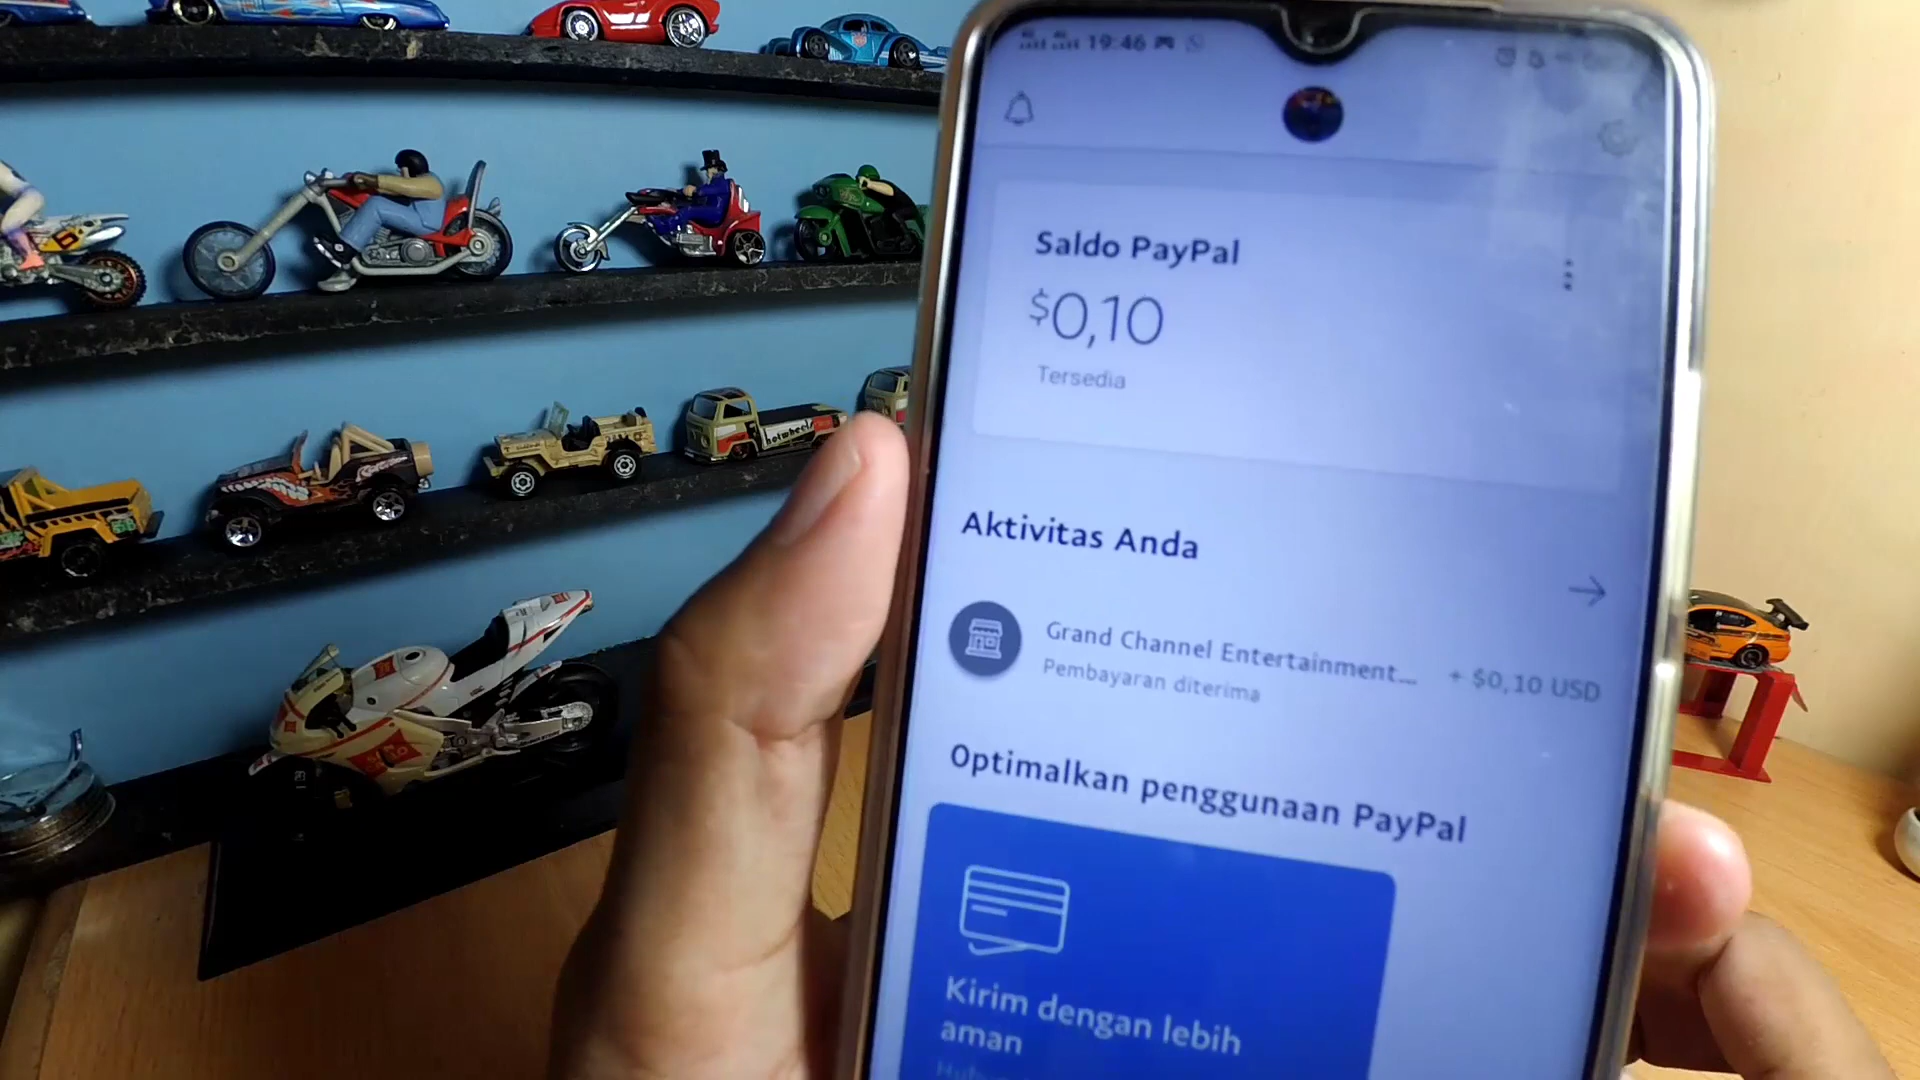 19:46
Saldo PayPal
$0,10
Tersedia
Aktivitas Anda
Grand Channel Entertainment...
+ $0,10 USD
Pembayaran diterima
Optimalkan penggunaan PayPal
Kirim dengan lebih
aman
hotwheels